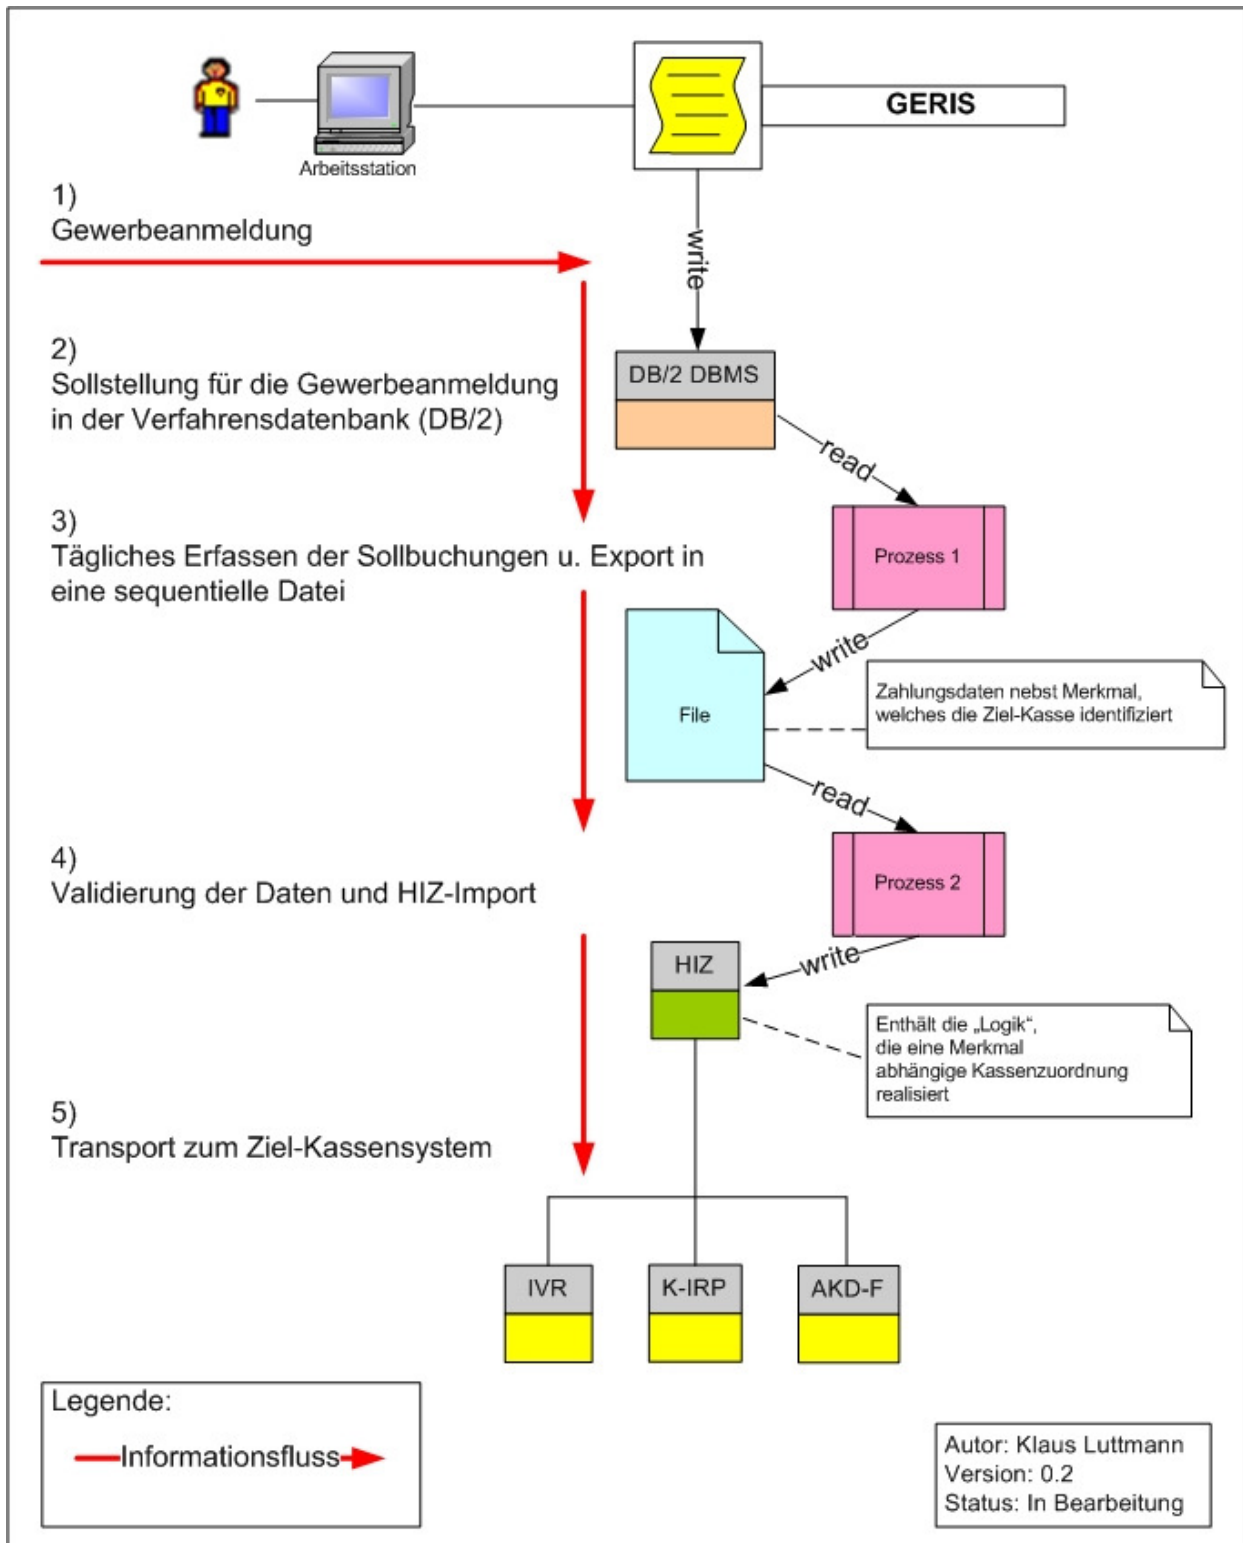 GERIS
Arbeitsstation
1)
Gewerbeanmeldung
write
2)
Sollstellung für die Gewerbeanmeldung
in der Verfahrensdatenbank (DB/2)
DB/2 DBMS
read
3)
Tägliches Erfassen der Sollbuchungen u. Export in
eine sequentielle Datei
Prozess 1
write
File
Zahlungsdaten nebst Merkmal,
welches die Ziel-Kasse identifiziert
read
4)
Validierung der Daten und HIZ-Import
Prozess 2
write
HIZ
Enthält die „Logik“,
die eine Merkmal
abhängige Kassenzuordnung
realisiert
5)
Transport zum Ziel-Kassensystem
IVR
K-IRP
AKD-F
Legende:
Informationsfluss
Autor: Klaus Luttmann
Version: 0.2
Status: In Bearbeitung